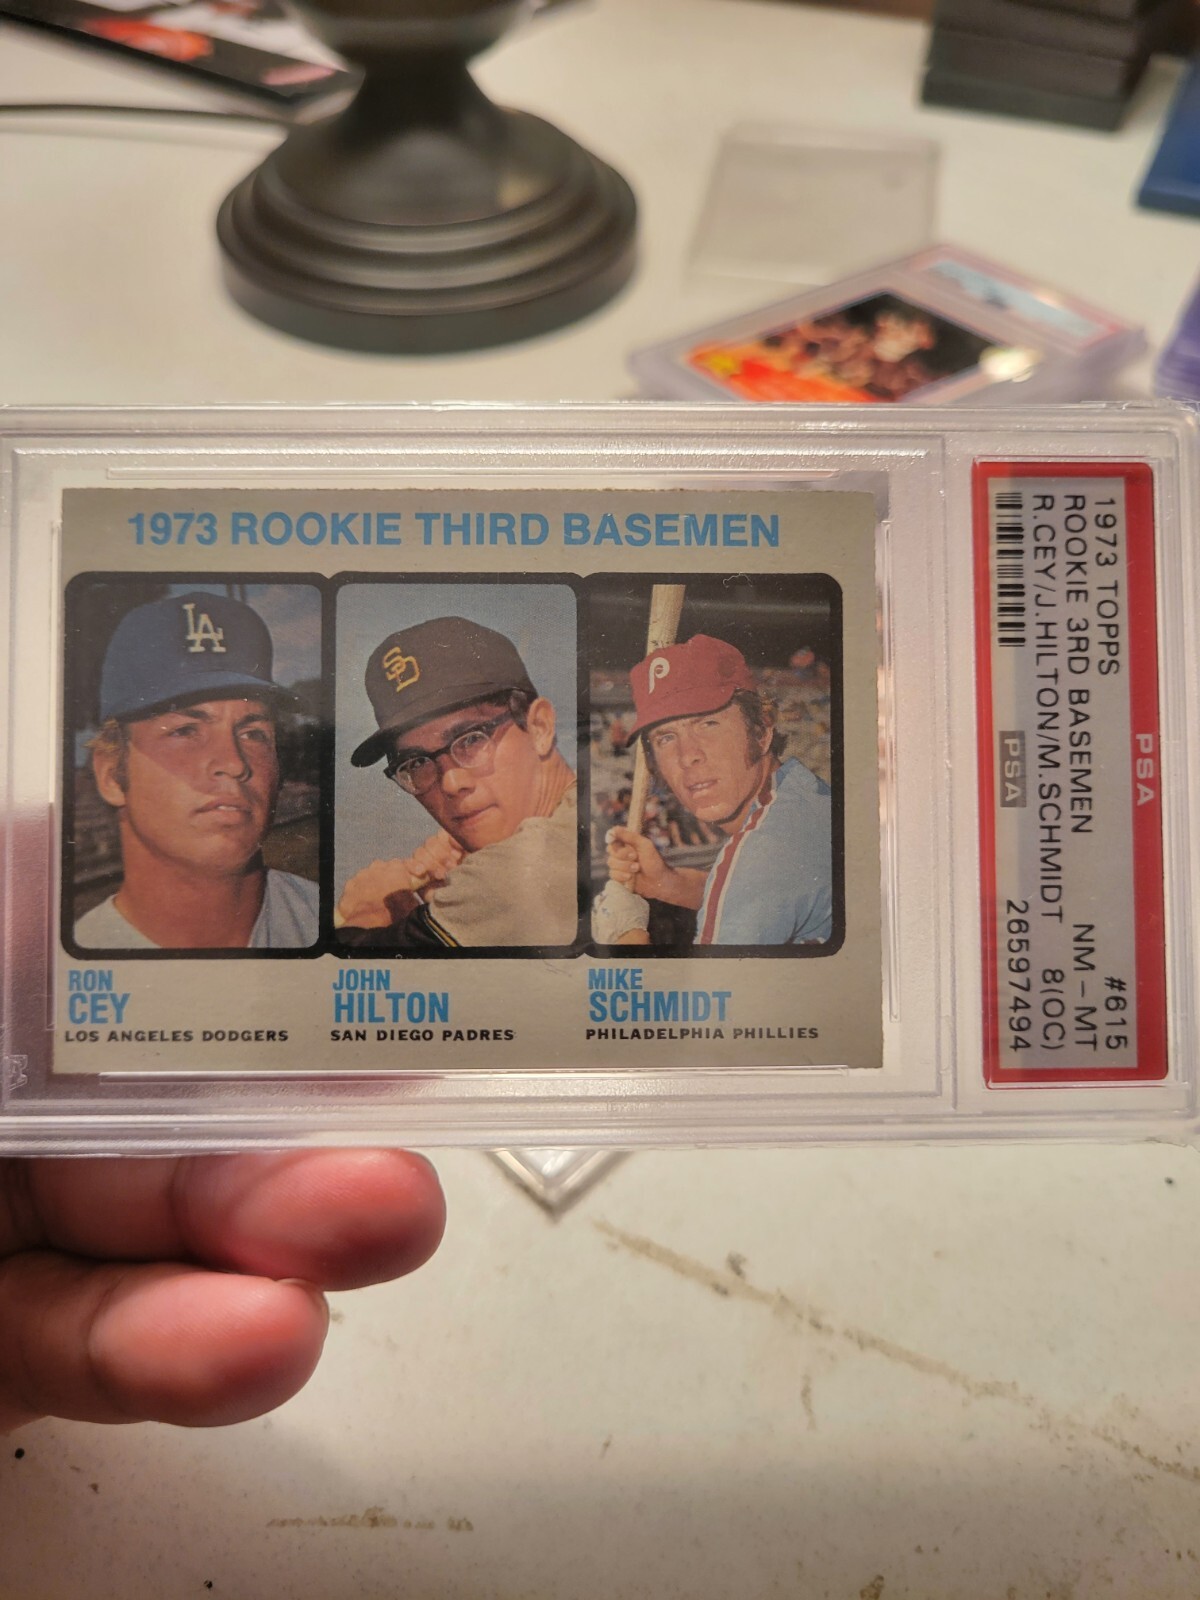 1973 ROOKIE THIRD BASEMEN
LA
SD
P
RON
CEY
LOS ANGELES DODGERS
JOHN
HILTON
SAN DIEGO PADRES
MIKE
SCHMIDT
PHILADELPHIA PHILLIES
PSA
1973 TOPPS #615
ROOKIE 3RD BASEMEN NM - MT
R.CEY/J.HILTON/M.SCHMIDT 8(OC)
PSA 26597494